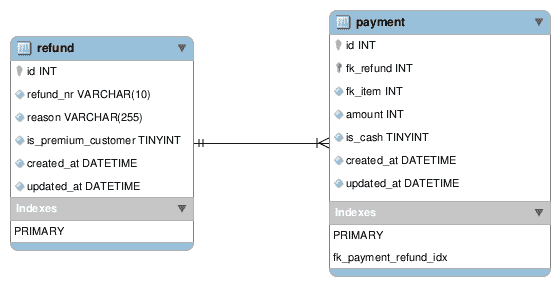 refund
id INT
refund_nr VARCHAR(10)
reason VARCHAR(255)
is_premium_customer TINYINT
created_at DATETIME
updated_at DATETIME
Indexes
PRIMARY
payment
id INT
fk_refund INT
fk_item INT
amount INT
is_cash TINYINT
created_at DATETIME
updated_at DATETIME
Indexes
PRIMARY
fk_payment_refund_idx